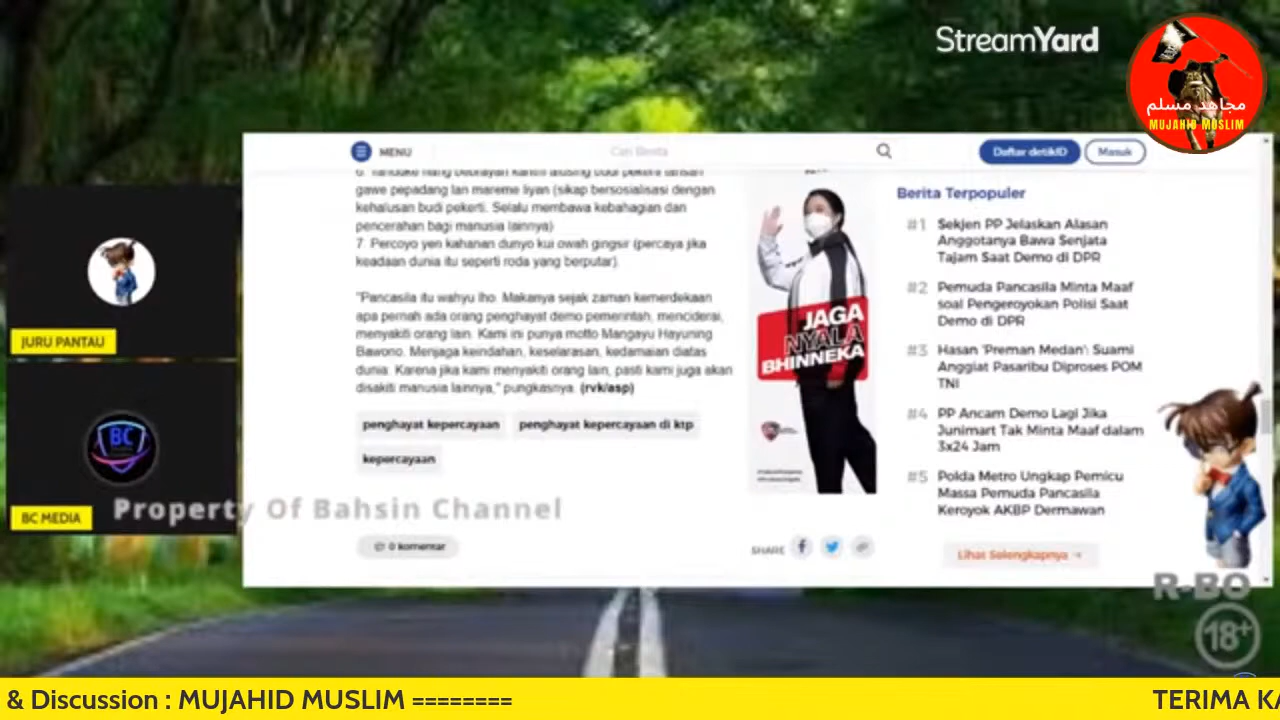 StreamYard
مجاهد مسلم
MUJAHID MUSLIM
MENU
Cari Berita
Daftar detikID
Masuk
gawe pepadang lan mareme liyan (sikap bersosialisasi dengan
kehalusan budi pekerti. Selalu membawa kebahagian dan
pencerahan bagi manusia lainnya)
7. Percoyo yen kahanan dunyo kui owah gingsir (percaya jika
keadaan dunia itu seperti roda yang berputar).
"Pancasila itu wahyu lho. Makanya sejak zaman kemerdekaan
apa pernah ada orang penghayat demo pemerintah, menciderai,
menyakiti orang lain. Kami ini punya motto Mangayu Hayuning
Bawono. Menjaga keindahan, keselarasan, kedamaian diatas
dunia. Karena jika kami menyakiti orang lain, pasti kami juga akan
disakiti manusia lainnya," pungkasnya. (rvk/asp)
penghayat kepercayaan
penghayat kepercayaan di ktp
kepercayaan
0 komentar
SHARE
JAGA
NYALA
BHINNEKA
Berita Terpopuler
#1 Sekjen PP Jelaskan Alasan
Anggotanya Bawa Senjata
Tajam Saat Demo di DPR
#2 Pemuda Pancasila Minta Maaf
soal Pengeroyokan Polisi Saat
Demo di DPR
#3 Hasan 'Preman Medan': Suami
Anggiat Pasaribu Diproses POM
TNI
#4 PP Ancam Demo Lagi Jika
Junimart Tak Minta Maaf dalam
3x24 Jam
#5 Polda Metro Ungkap Pemicu
Massa Pemuda Pancasila
Keroyok AKBP Dermawan
Lihat Selengkapnya →
JURU PANTAU
BC
BC MEDIA
Property Of Bahsin Channel
R-BO
18+
& Discussion : MUJAHID MUSLIM ========
TERIMA KA